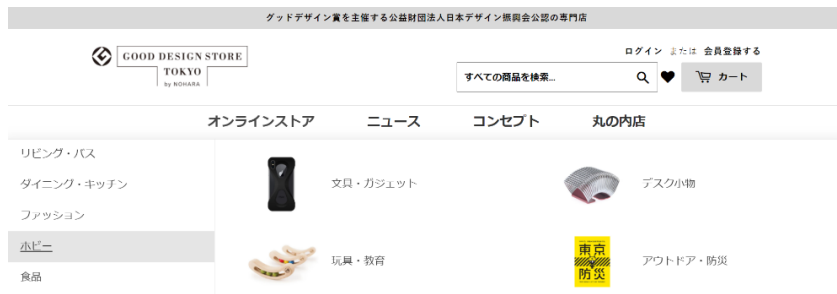 グッドデザイン賞を主催する公益財団法人日本デザイン振興会公認の専門店
GOOD DESIGN STORE
TOKYO
by NOHARA
ログイン または 会員登録する
すべての商品を検索...
カート
オンラインストア ニュース コンセプト 丸の内店
リビング・バス
ダイニング・キッチン
ファッション
ホビー
食品
文具・ガジェット
デスク小物
玩具・教育
東京
防災
アウトドア・防災